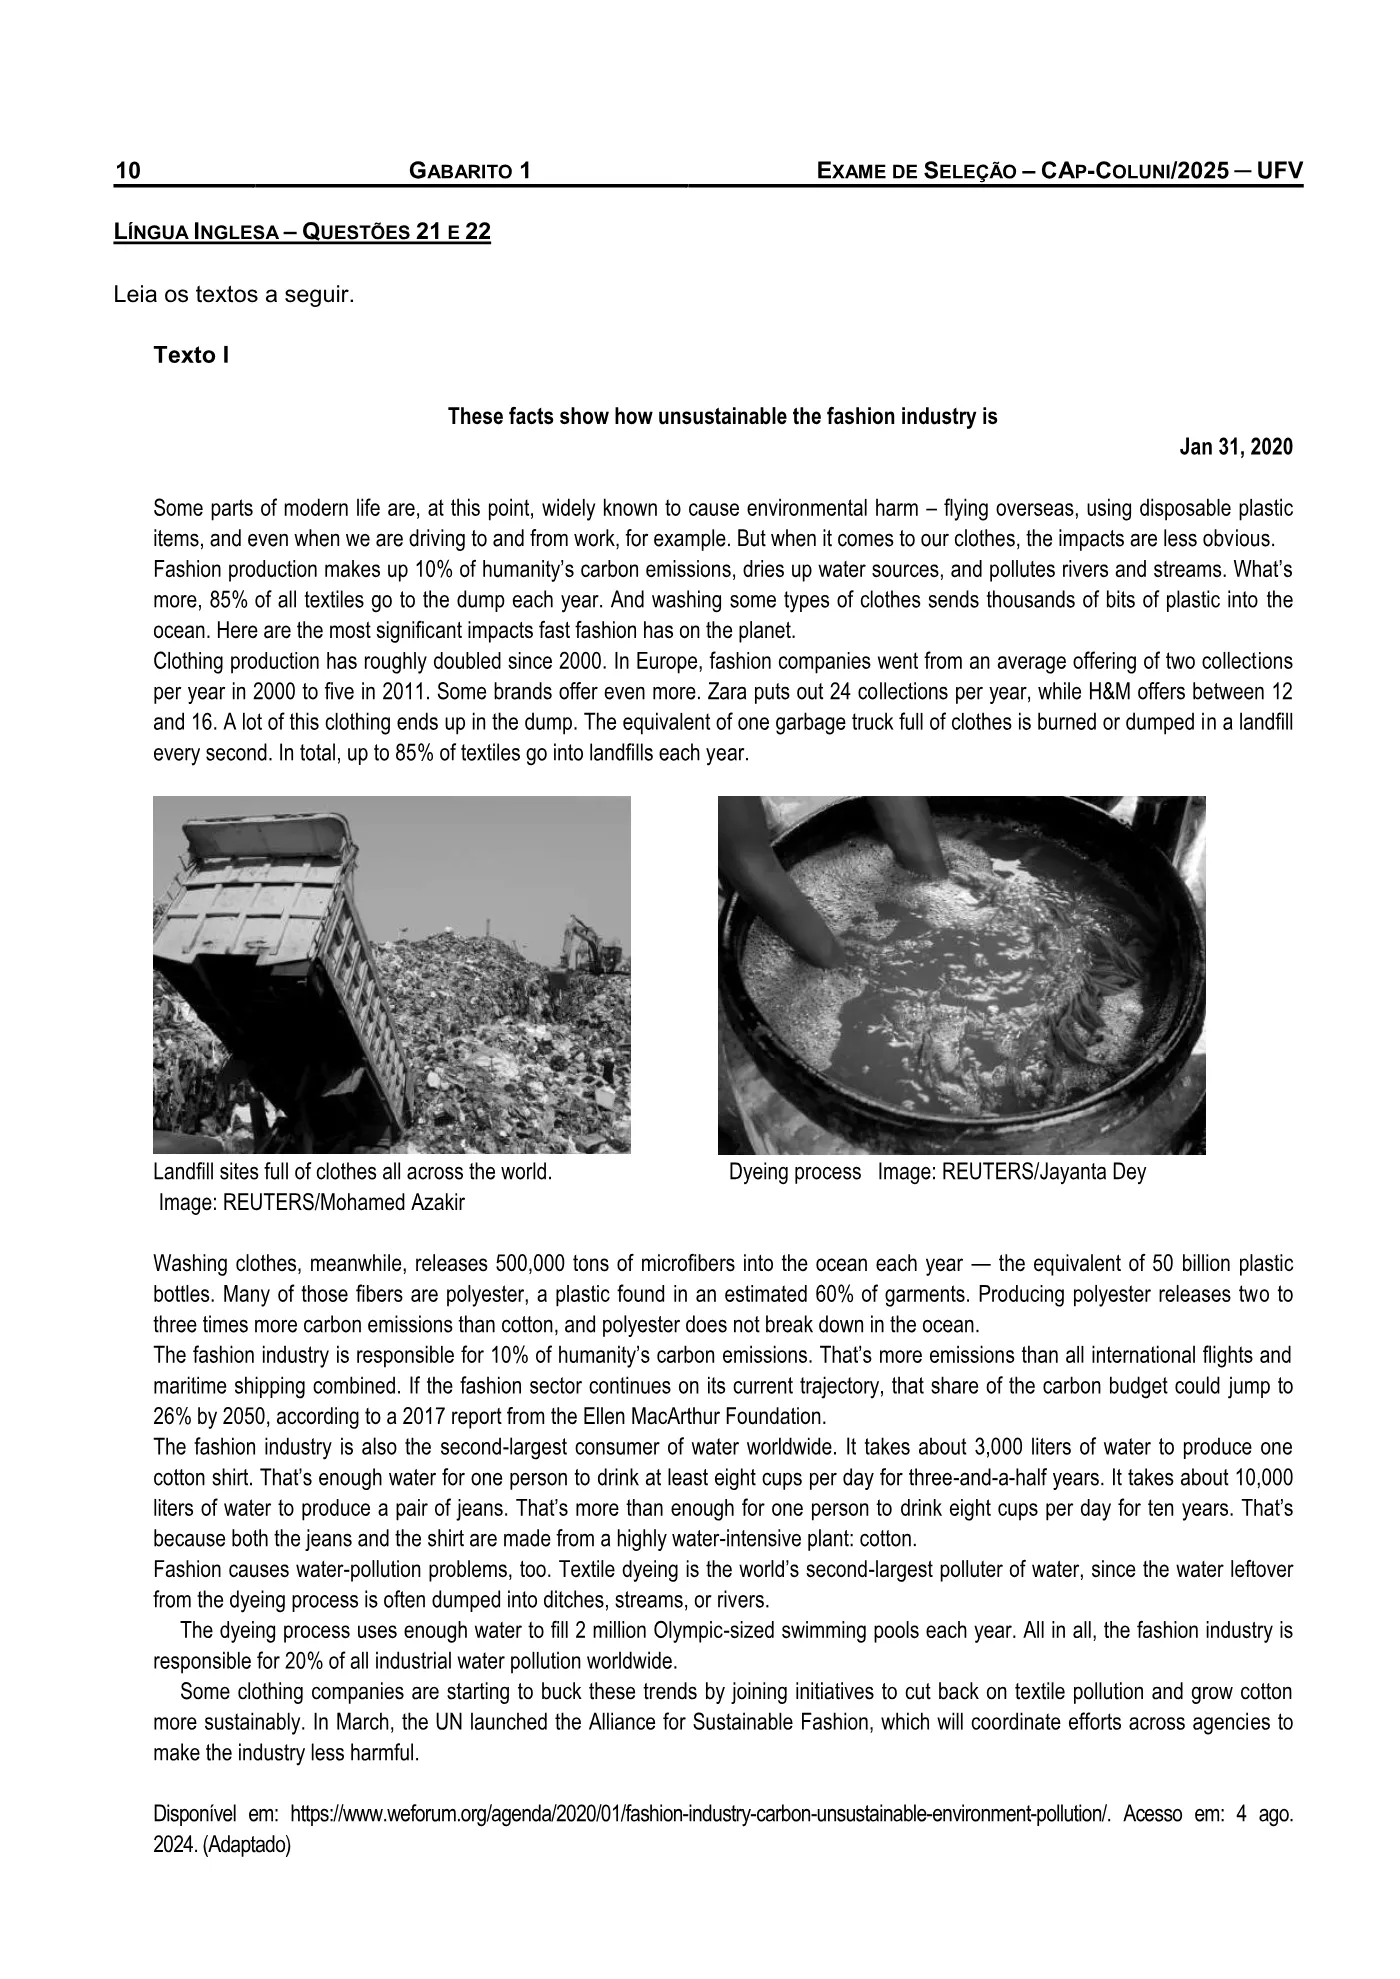 10 GABARITO 1 EXAME DE SELEÇÃO – CAP-COLUNI/2025 — UFV
LÍNGUA INGLESA – QUESTÕES 21 E 22
Leia os textos a seguir.
Texto I
These facts show how unsustainable the fashion industry is
Jan 31, 2020
Some parts of modern life are, at this point, widely known to cause environmental harm – flying overseas, using disposable plastic
items, and even when we are driving to and from work, for example. But when it comes to our clothes, the impacts are less obvious.
Fashion production makes up 10% of humanity’s carbon emissions, dries up water sources, and pollutes rivers and streams. What’s
more, 85% of all textiles go to the dump each year. And washing some types of clothes sends thousands of bits of plastic into the
ocean. Here are the most significant impacts fast fashion has on the planet.
Clothing production has roughly doubled since 2000. In Europe, fashion companies went from an average offering of two collections
per year in 2000 to five in 2011. Some brands offer even more. Zara puts out 24 collections per year, while H&M offers between 12
and 16. A lot of this clothing ends up in the dump. The equivalent of one garbage truck full of clothes is burned or dumped in a landfill
every second. In total, up to 85% of textiles go into landfills each year.
Landfill sites full of clothes all across the world.
Image: REUTERS/Mohamed Azakir
Dyeing process Image: REUTERS/Jayanta Dey
Washing clothes, meanwhile, releases 500,000 tons of microfibers into the ocean each year — the equivalent of 50 billion plastic
bottles. Many of those fibers are polyester, a plastic found in an estimated 60% of garments. Producing polyester releases two to
three times more carbon emissions than cotton, and polyester does not break down in the ocean.
The fashion industry is responsible for 10% of humanity’s carbon emissions. That’s more emissions than all international flights and
maritime shipping combined. If the fashion sector continues on its current trajectory, that share of the carbon budget could jump to
26% by 2050, according to a 2017 report from the Ellen MacArthur Foundation.
The fashion industry is also the second-largest consumer of water worldwide. It takes about 3,000 liters of water to produce one
cotton shirt. That’s enough water for one person to drink at least eight cups per day for three-and-a-half years. It takes about 10,000
liters of water to produce a pair of jeans. That’s more than enough for one person to drink eight cups per day for ten years. That’s
because both the jeans and the shirt are made from a highly water-intensive plant: cotton.
Fashion causes water-pollution problems, too. Textile dyeing is the world’s second-largest polluter of water, since the water leftover
from the dyeing process is often dumped into ditches, streams, or rivers.
The dyeing process uses enough water to fill 2 million Olympic-sized swimming pools each year. All in all, the fashion industry is
responsible for 20% of all industrial water pollution worldwide.
Some clothing companies are starting to buck these trends by joining initiatives to cut back on textile pollution and grow cotton
more sustainably. In March, the UN launched the Alliance for Sustainable Fashion, which will coordinate efforts across agencies to
make the industry less harmful.
Disponível em: https://www.weforum.org/agenda/2020/01/fashion-industry-carbon-unsustainable-environment-pollution/. Acesso em: 4 ago.
2024. (Adaptado)